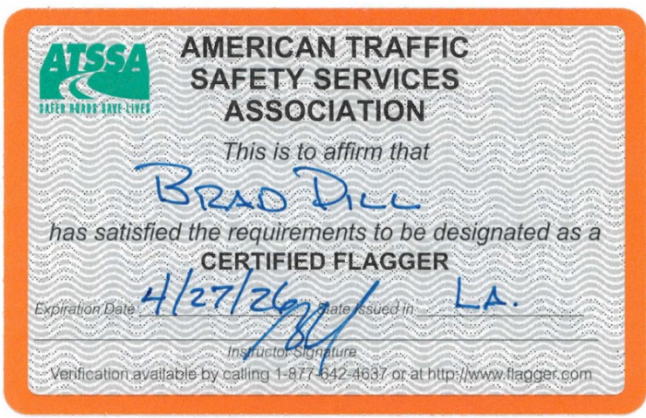 ATSSA
SAFER ROADS SAVE LIVES
AMERICAN TRAFFIC
SAFETY SERVICES
ASSOCIATION
This is to affirm that
BRAD DILL
has satisfied the requirements to be designated as a
CERTIFIED FLAGGER
Expiration Date 4/27/26 State Issued in LA.
Instructor Signature
Verification available by calling 1-877-642-4637 or at http://www.flagger.com